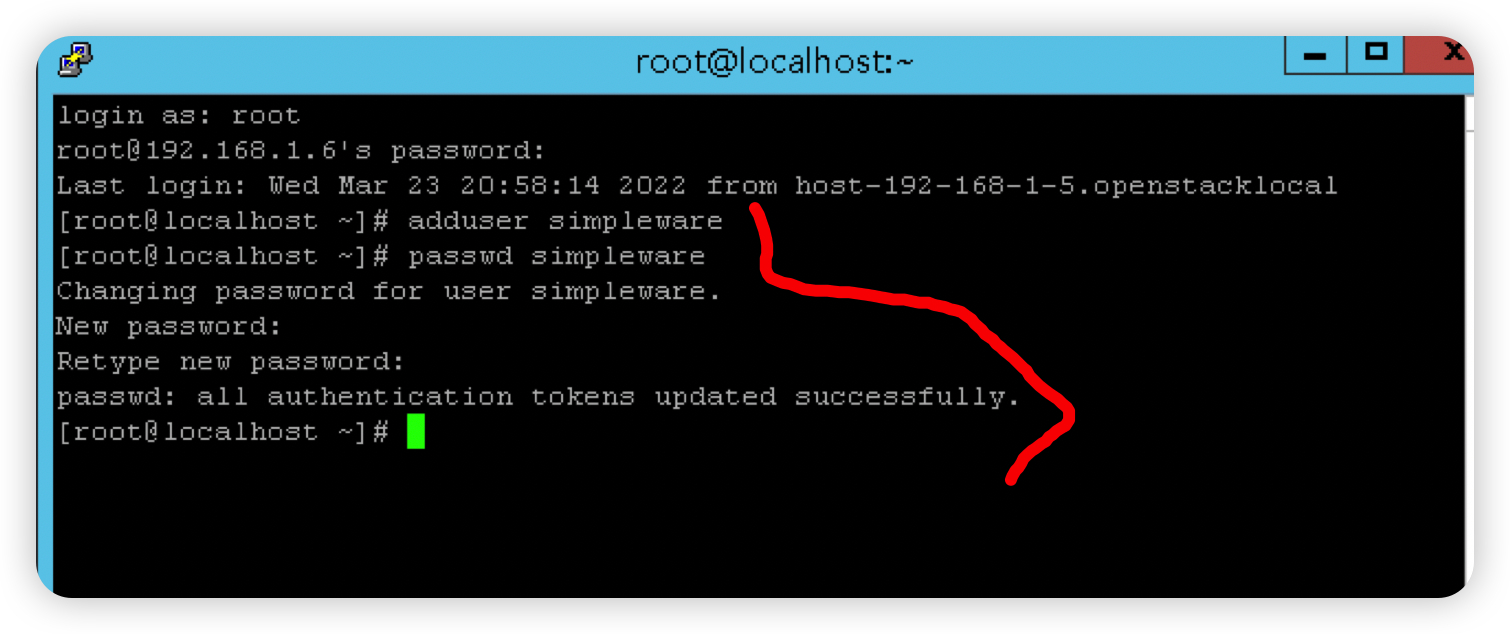 root@localhost:~
login as: root
root@192.168.1.6's password:
Last login: Wed Mar 23 20:58:14 2022 from host-192-168-1-5.openstacklocal
[root@localhost ~]# adduser simpleware
[root@localhost ~]# passwd simpleware
Changing password for user simpleware.
New password:
Retype new password:
passwd: all authentication tokens updated successfully.
[root@localhost ~]#